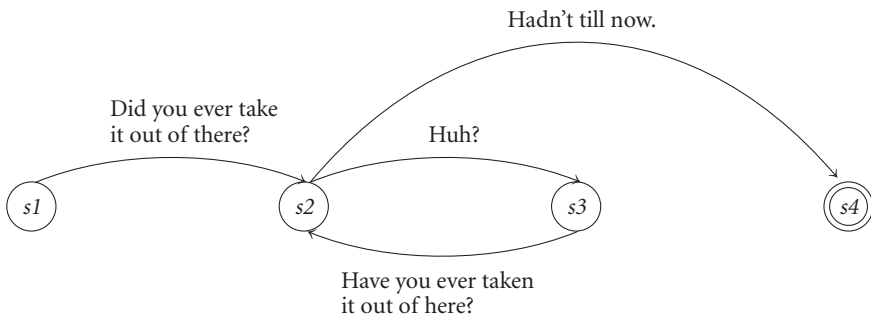 Hadn’t till now.
Did you ever take
it out of there?
Huh?
s1
s2
s3
s4
Have you ever taken
it out of here?